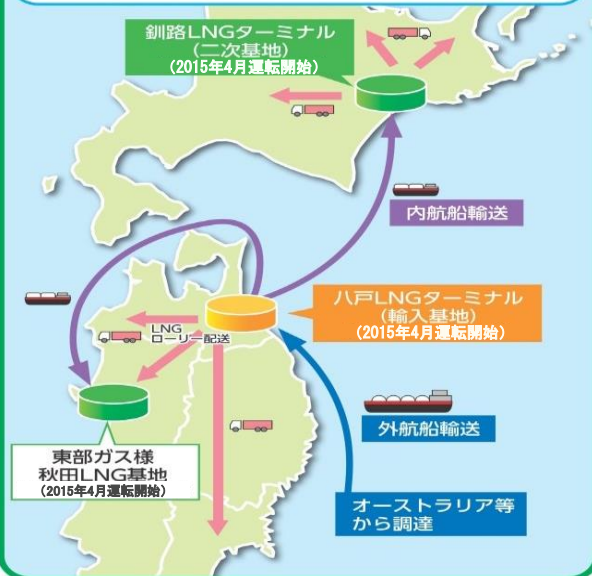 釧路LNGターミナル
(二次基地)
(2015年4月運転開始)
内航船輸送
八戸LNGターミナル
(輸入基地)
(2015年4月運転開始)
LNG
ローリー配送
外航船輸送
東部ガス様
秋田LNG基地
(2015年4月運転開始)
オーストラリア等
から調達